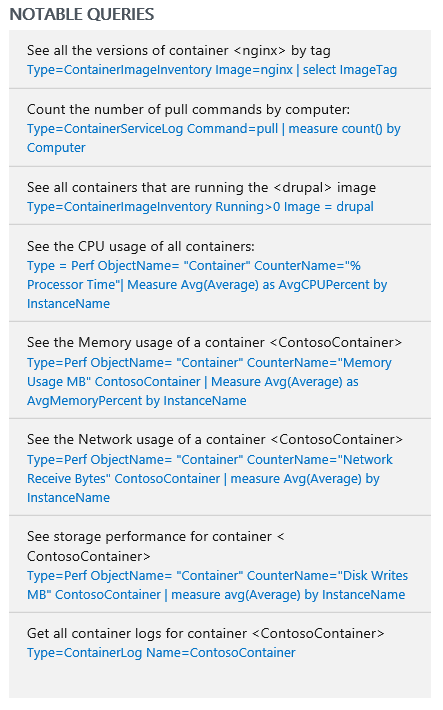 NOTABLE QUERIES
See all the versions of container <nginx> by tag
Type=ContainerImageInventory Image=nginx | select ImageTag
Count the number of pull commands by computer:
Type=ContainerServiceLog Command=pull | measure count() by
Computer
See all containers that are running the <drupal> image
Type=ContainerImageInventory Running>0 Image = drupal
See the CPU usage of all containers:
Type = Perf ObjectName= "Container" CounterName="%
Processor Time"| Measure Avg(Average) as AvgCPUPercent by
InstanceName
See the Memory usage of a container <ContosoContainer>
Type=Perf ObjectName= "Container" CounterName="Memory
Usage MB" ContosoContainer | Measure Avg(Average) as
AvgMemoryPercent by InstanceName
See the Network usage of a container <ContosoContainer>
Type=Perf ObjectName= "Container" CounterName="Network
Receive Bytes" ContosoContainer | measure Avg(Average) by
InstanceName
See storage performance for container <
ContosoContainer>
Type=Perf ObjectName= "Container" CounterName="Disk Writes
MB" ContosoContainer | measure avg(Average) by InstanceName
Get all container logs for container <ContosoContainer>
Type=ContainerLog Name=ContosoContainer